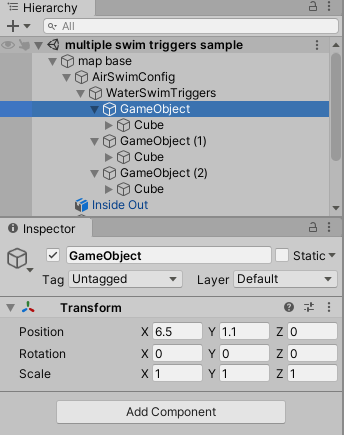 Hierarchy
All
multiple swim triggers sample
map base
AirSwimConfig
WaterSwimTriggers
GameObject
Cube
GameObject (1)
Cube
GameObject (2)
Cube
Inside Out
Inspector
GameObject Static
Tag Untagged Layer Default
Transform
Position X 6.5 Y 1.1 Z 0
Rotation X 0 Y 0 Z 0
Scale X 1 Y 1 Z 1
Add Component